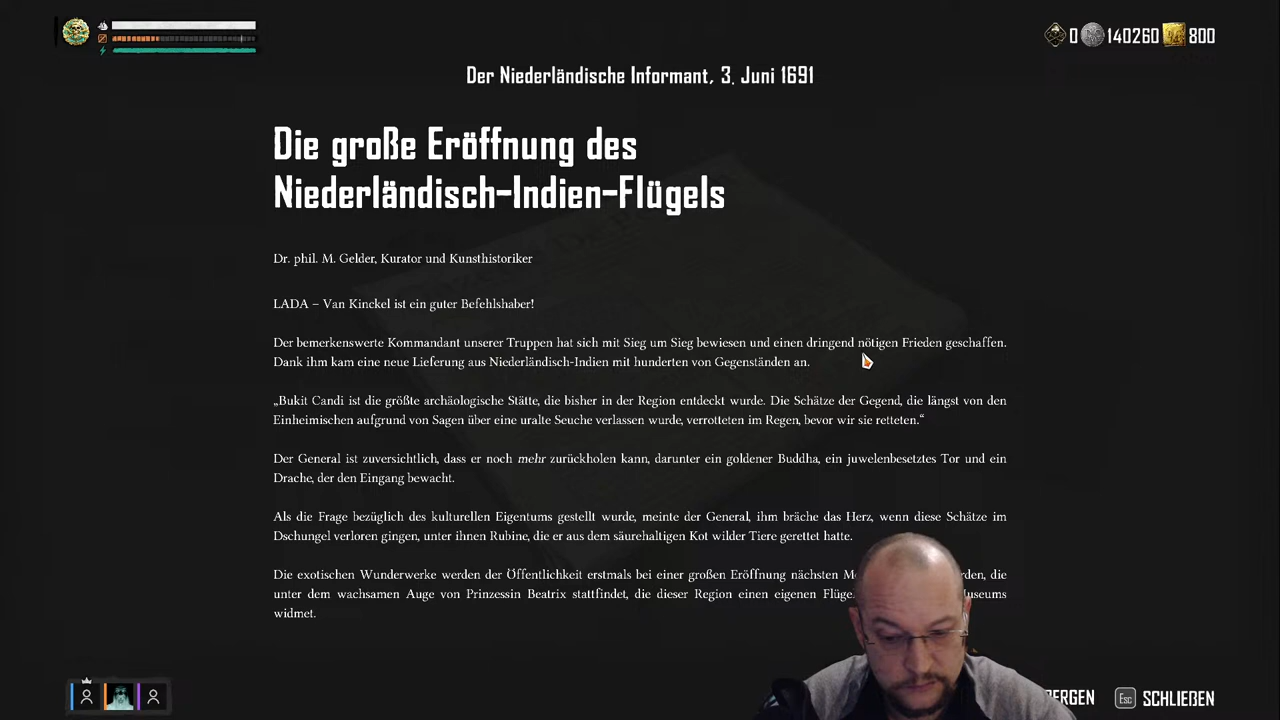 0 140260 800
Der Niederländische Informant, 3. Juni 1691
Die große Eröffnung des
Niederländisch-Indien-Flügels
Dr. phil. M. Gelder, Kurator und Kunsthistoriker
LADA – Van Kinckel ist ein guter Befehlshaber!
Der bemerkenswerte Kommandant unserer Truppen hat sich mit Sieg um Sieg bewiesen und einen dringend nötigen Frieden geschaffen.
Dank ihm kam eine neue Lieferung aus Niederländisch-Indien mit hunderten von Gegenständen an.
„Bukit Candi ist die größte archäologische Stätte, die bisher in der Region entdeckt wurde. Die Schätze der Gegend, die längst von den
Einheimischen aufgrund von Sagen über eine uralte Seuche verlassen wurde, verrotteten im Regen, bevor wir sie retteten.“
Der General ist zuversichtlich, dass er noch mehr zurückholen kann, darunter ein goldener Buddha, ein juwelenbesetztes Tor und ein
Drache, der den Eingang bewacht.
Als die Frage bezüglich des kulturellen Eigentums gestellt wurde, meinte der General, ihm bräche das Herz, wenn diese Schätze im
Dschungel verloren gingen, unter ihnen Rubine, die er aus dem säurehaltigen Kot wilder Tiere gerettet hatte.
Die exotischen Wunderwerke werden der Öffentlichkeit erstmals bei einer großen Eröffnung nächsten die
unter dem wachsamen Auge von Prinzessin Beatrix stattfindet, die dieser Region einen eigenen
widmet.
Esc SCHLIEẞEN